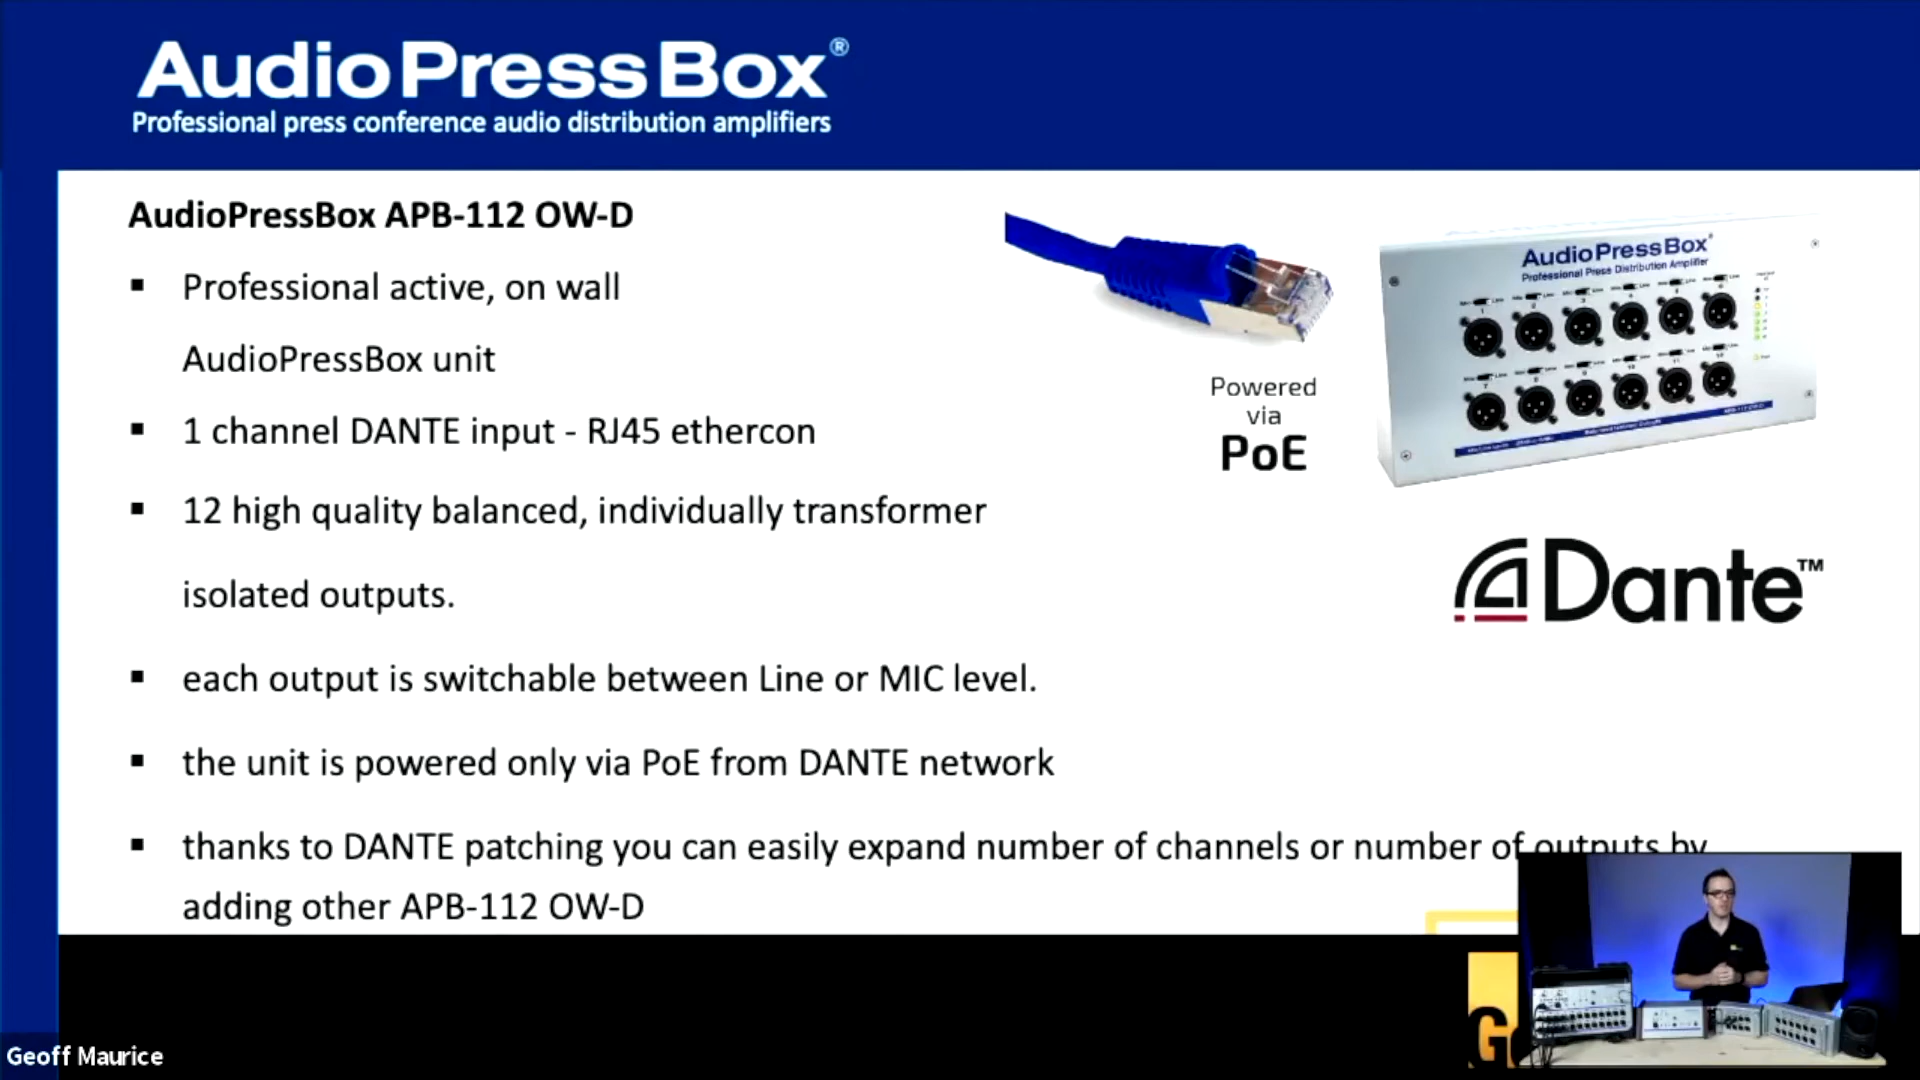 AudioPressBox®
Professional press conference audio distribution amplifiers
AudioPressBox APB-112 OW-D
▪ Professional active, on wall
AudioPressBox unit
▪ 1 channel DANTE input - RJ45 ethercon
▪ 12 high quality balanced, individually transformer
isolated outputs.
▪ each output is switchable between Line or MIC level.
▪ the unit is powered only via PoE from DANTE network
▪ thanks to DANTE patching you can easily expand number of channels or number of outputs by
adding other APB-112 OW-D
Powered
via
PoE
AudioPressBox®
Professional Press Distribution Amplifier
Dante™
G
Geoff Maurice